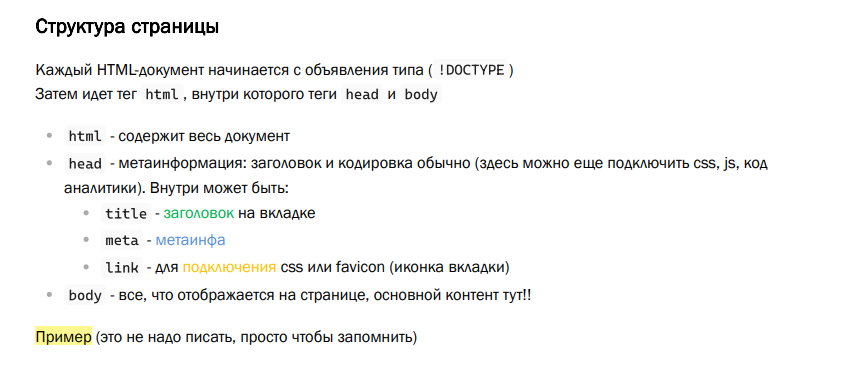 Структура страницы
Каждый HTML-документ начинается с объявления типа ( !DOCTYPE )
Затем идет тег html , внутри которого теги head и body
html - содержит весь документ
head - метаинформация: заголовок и кодировка обычно (здесь можно еще подключить css, js, код
аналитики). Внутри может быть:
title - заголовок на вкладке
meta - метаинфа
link - для подключения css или favicon (иконка вкладки)
body - все, что отображается на странице, основной контент тут!!
Пример (это не надо писать, просто чтобы запомнить)